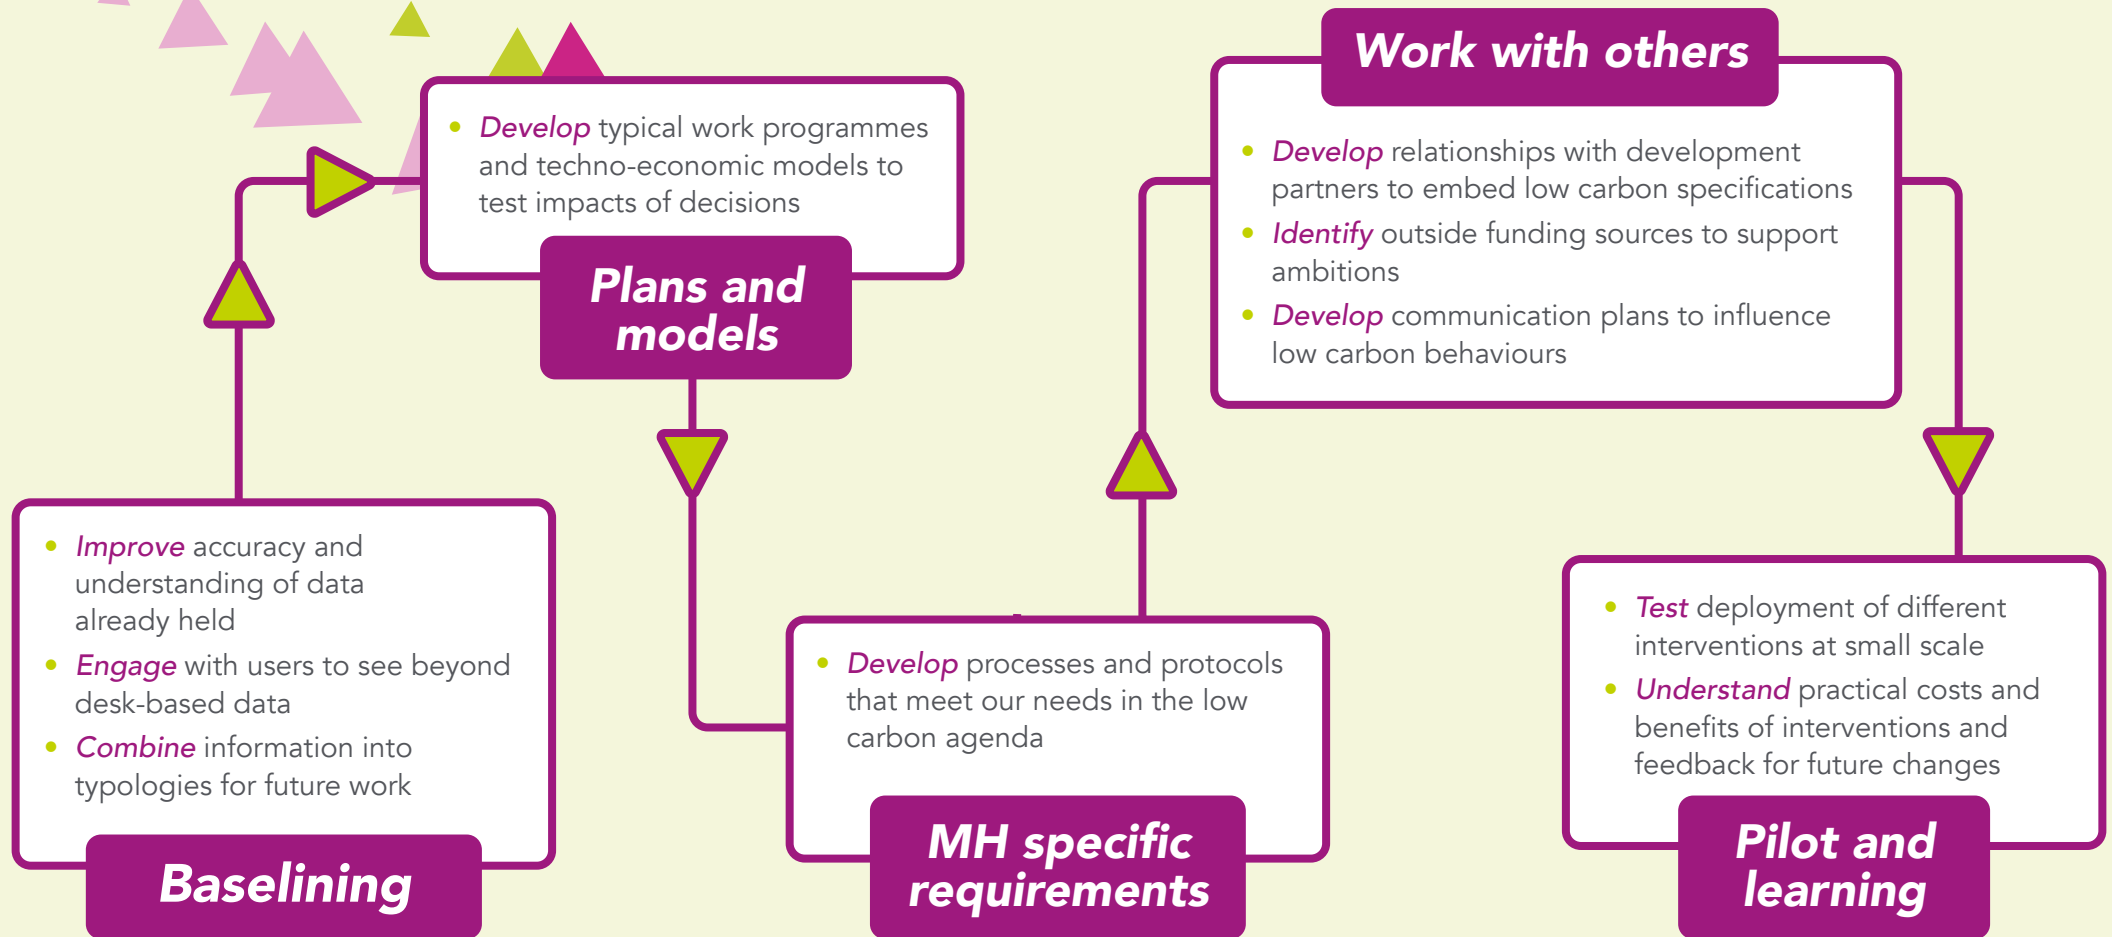 • Improve accuracy and
understanding of data
already held
• Engage with users to see beyond
desk-based data
• Combine information into
typologies for future work
Baselining
• Develop typical work programmes
and techno-economic models to
test impacts of decisions
Plans and
models
• Develop processes and protocols
that meet our needs in the low
carbon agenda
MH specific
requirements
Work with others
• Develop relationships with development
partners to embed low carbon specifications
• Identify outside funding sources to support
ambitions
• Develop communication plans to influence
low carbon behaviours
• Test deployment of different
interventions at small scale
• Understand practical costs and
benefits of interventions and
feedback for future changes
Pilot and
learning